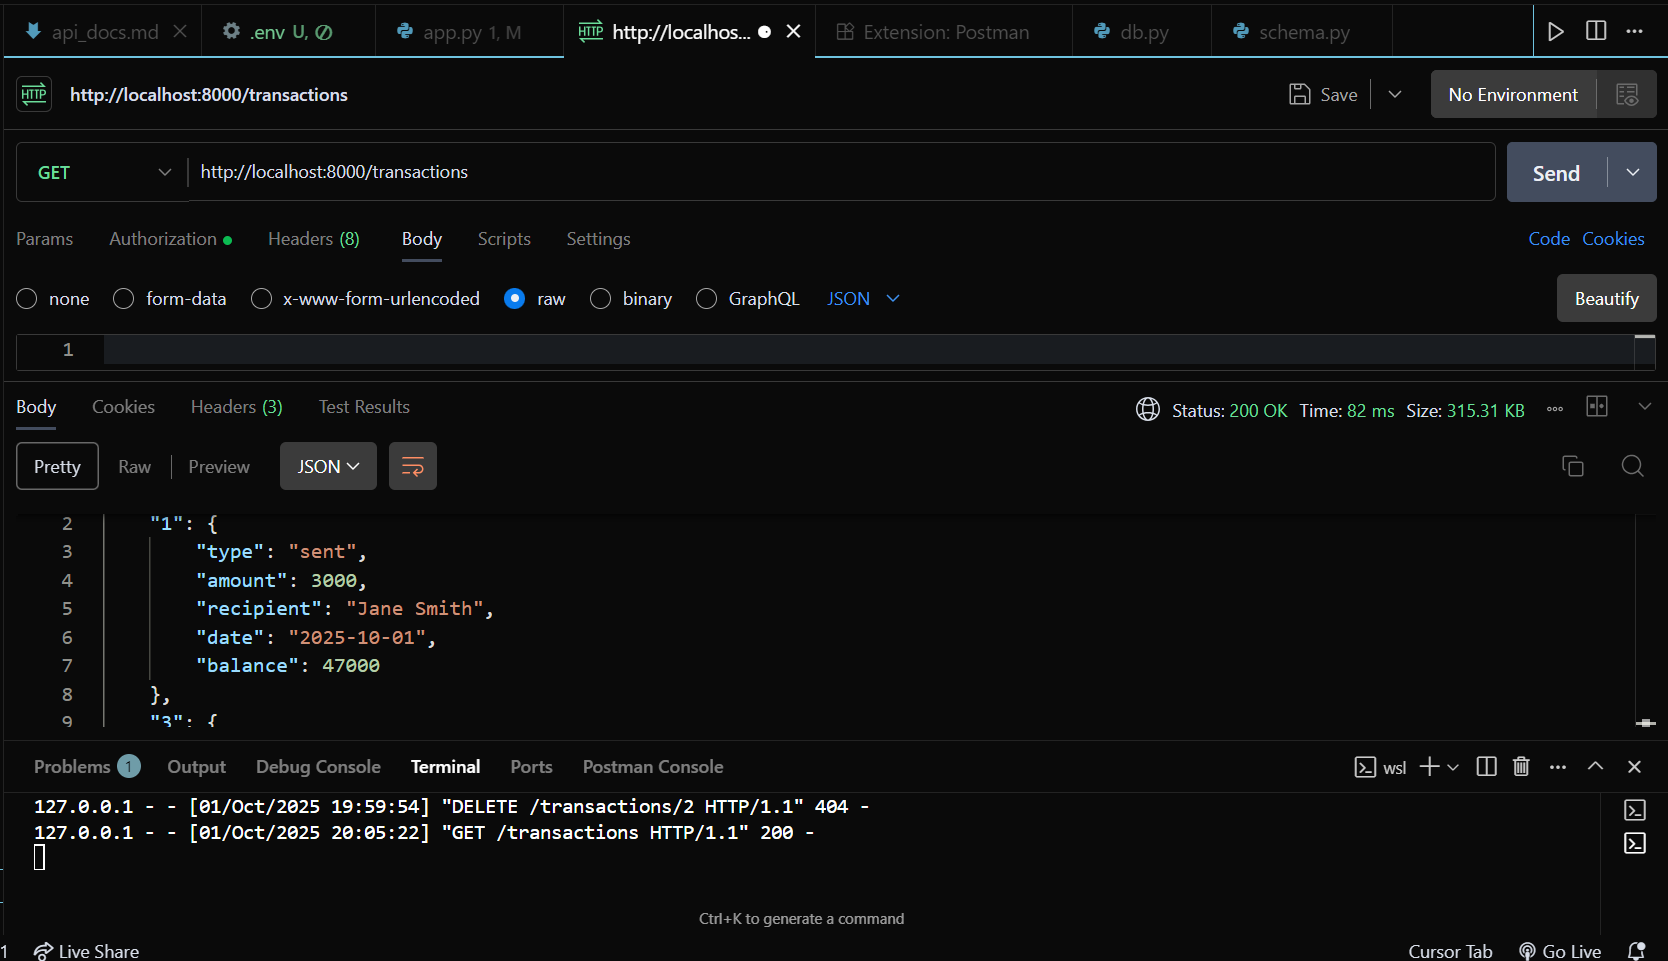 api_docs.md
.env U,
app.py 1, M
http://localhos...
Extension: Postman
db.py
schema.py
HTTP http://localhost:8000/transactions
Save
No Environment
GET http://localhost:8000/transactions
Send
Params Authorization Headers (8) Body Scripts Settings
Code Cookies
none form-data x-www-form-urlencoded raw binary GraphQL JSON
Beautify
1
Body Cookies Headers (3) Test Results
Status: 200 OK Time: 82 ms Size: 315.31 KB
Pretty Raw Preview JSON
2 "1": {
3 "type": "sent",
4 "amount": 3000,
5 "recipient": "Jane Smith",
6 "date": "2025-10-01",
7 "balance": 47000
8 },
9 "3": {
Problems 1 Output Debug Console Terminal Ports Postman Console
wsl
127.0.0.1 - - [01/Oct/2025 19:59:54] "DELETE /transactions/2 HTTP/1.1" 404 -
127.0.0.1 - - [01/Oct/2025 20:05:22] "GET /transactions HTTP/1.1" 200 -
Ctrl+K to generate a command
1 Live Share
Cursor Tab Go Live